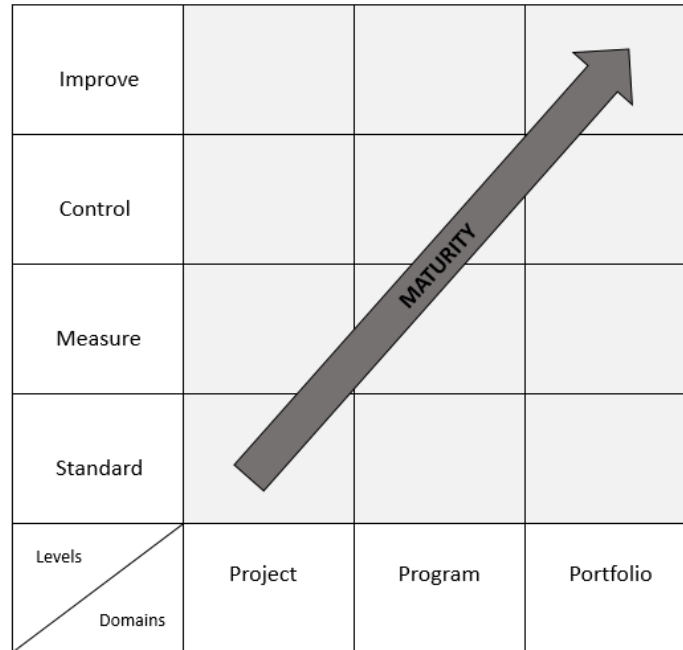 Improve
Control
MATURITY
Measure
Standard
Levels
Domains
Project
Program
Portfolio